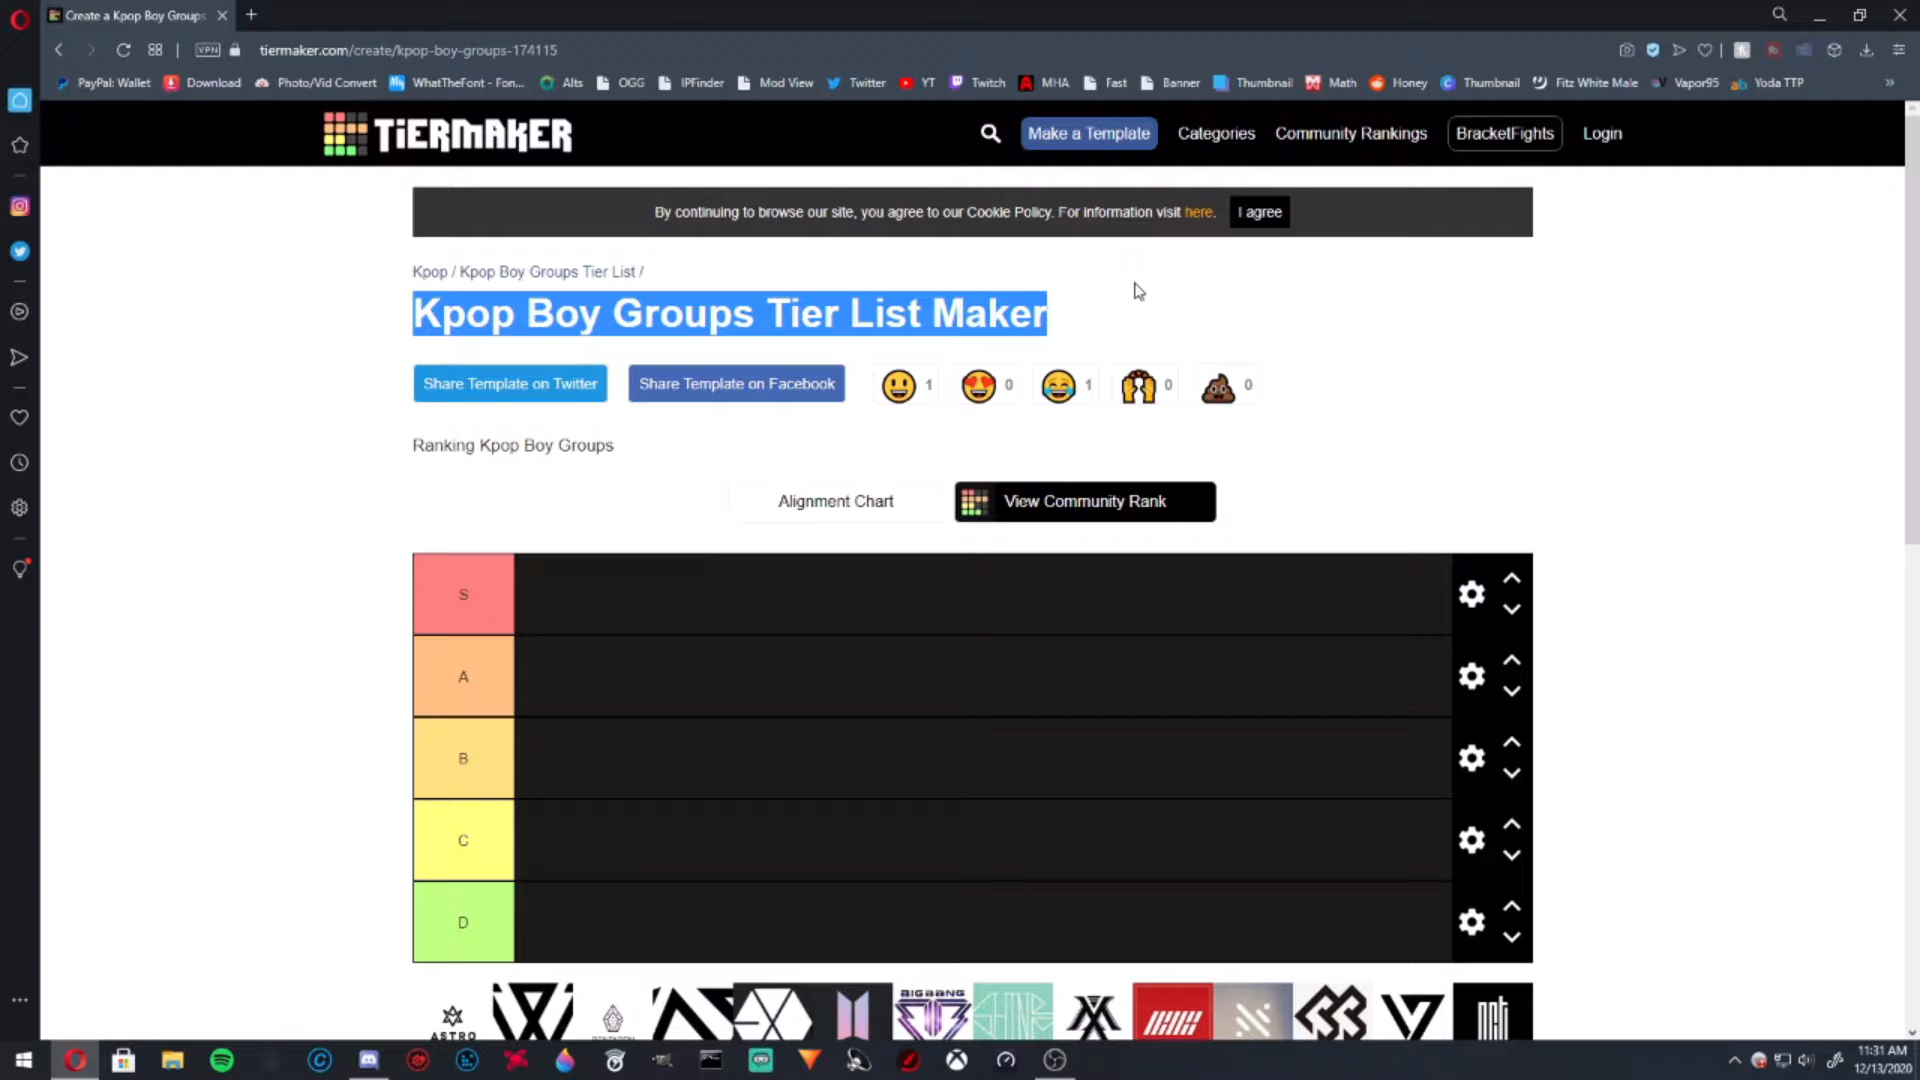 Create a Kpop Boy Groups
VPN
tiermaker.com/create/kpop-boy-groups-174115
PayPal: Wallet Download Photo/Vid Convert WhatTheFont - Fon... Alts OGG IPFinder Mod View Twitter YT Twitch MHA Fast Banner Thumbnail Math Honey Thumbnail Fitz White Male Vapor95 Yoda TTP
TiERMAKER
Make a Template Categories Community Rankings BracketFights Login
By continuing to browse our site, you agree to our Cookie Policy. For information visit here. I agree
Kpop / Kpop Boy Groups Tier List /
Kpop Boy Groups Tier List Maker
Share Template on Twitter Share Template on Facebook 1 0 1 0 0
Ranking Kpop Boy Groups
Alignment Chart View Community Rank
S
A
B
C
D
ASTRO EXO BIGBANG SHINee iKON nct
11:31 AM
12/13/2020